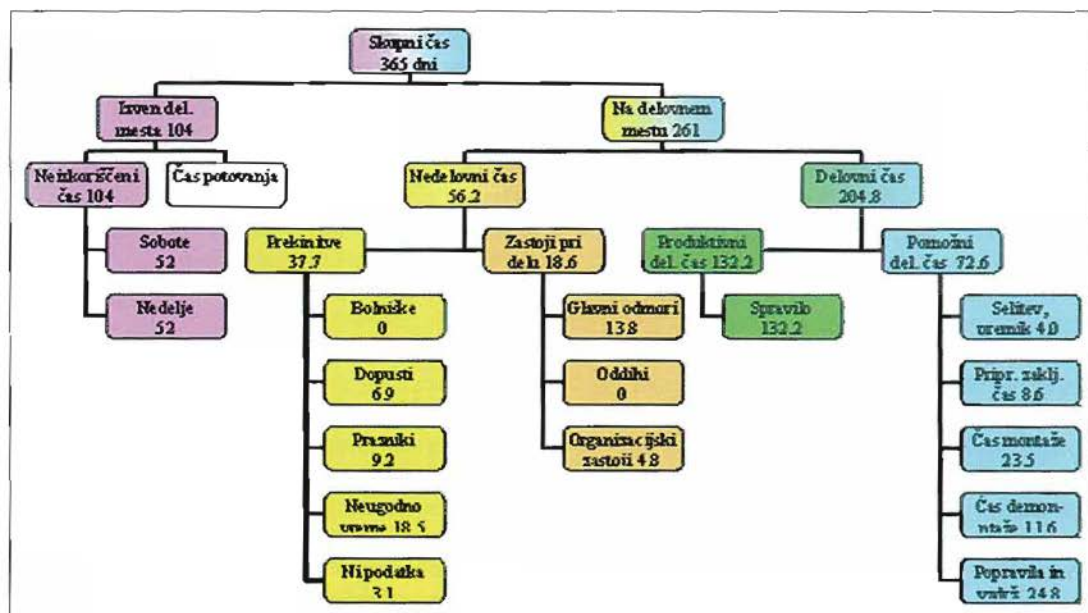 Skupni čas
365 dni
Izven del.
mesta 104
Na delovnem
mestu 261
Neizkoriščeni
čas 104
Čas potovanja
Nedelovni čas
56.2
Delovni čas
204.8
Sobote
52
Nedelje
52
Prekinitve
37.7
Zastoji pri
delu 18.6
Produktivni
del. čas 132.2
Pomožni
del. čas 72.6
Bolniške
0
Dopusti
6.9
Prazniki
9.2
Neugodno
vreme 18.5
Ni podatka
3.1
Glavni odmori
13.8
Oddihi
0
Organizacijski
zastoji 4.8
Spravilo
132.2
Selitev,
premik 4.0
Pripr. zaklj.
čas 8.6
Čas montaže
23.5
Čas demon-
taže 11.6
Popravila in
vzdrž 24.8